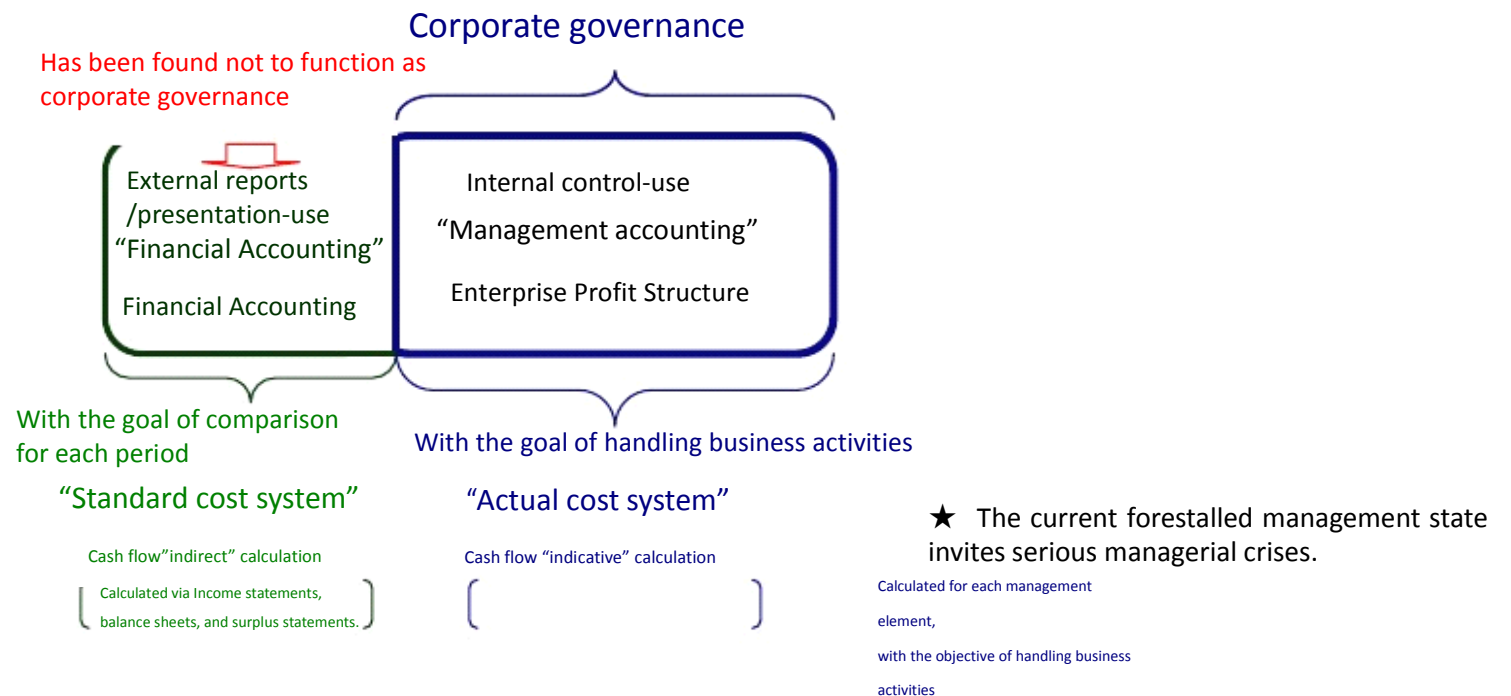 Corporate governance
Has been found not to function as
corporate governance
External reports
/presentation-use
“Financial Accounting”
Financial Accounting
Internal control-use
“Management accounting”
Enterprise Profit Structure
With the goal of comparison
for each period
“Standard cost system”
Cash flow”indirect” calculation
Calculated via Income statements,
balance sheets, and surplus statements.
With the goal of handling business activities
“Actual cost system”
Cash flow “indicative” calculation
★ The current forestalled management state
invites serious managerial crises.
Calculated for each management
element,
with the objective of handling business
activities